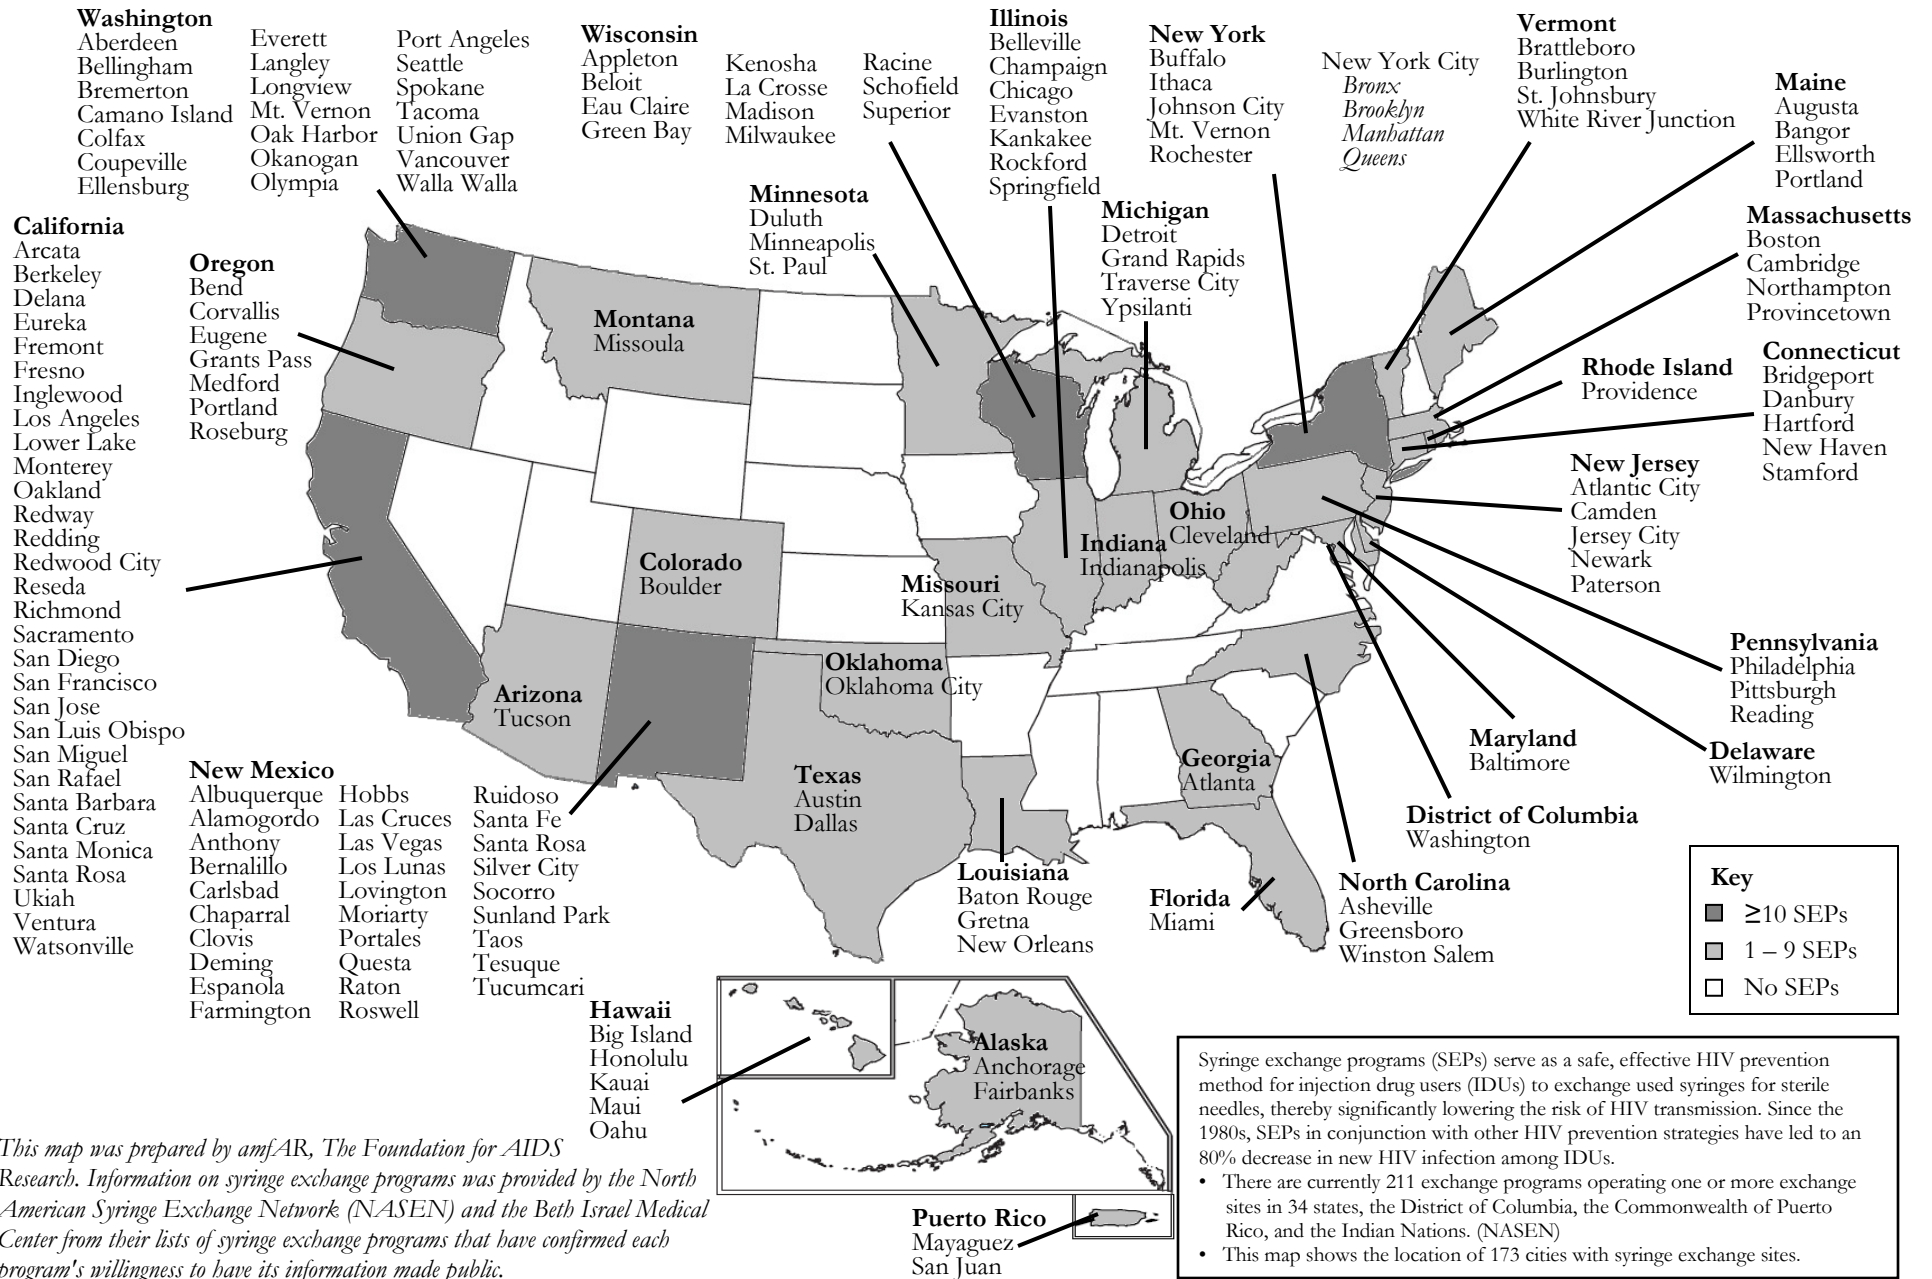 Washington
Aberdeen
Bellingham
Bremerton
Camano Island
Colfax
Coupeville
Ellensburg
Everett
Langley
Longview
Mt. Vernon
Oak Harbor
Okanogan
Olympia
Port Angeles
Seattle
Spokane
Tacoma
Union Gap
Vancouver
Walla Walla
Wisconsin
Appleton
Beloit
Eau Claire
Green Bay
Kenosha
La Crosse
Madison
Milwaukee
Racine
Schofield
Superior
Illinois
Belleville
Champaign
Chicago
Evanston
Kankakee
Rockford
Springfield
New York
Buffalo
Ithaca
Johnson City
Mt. Vernon
Rochester
New York City
Bronx
Brooklyn
Manhattan
Queens
Vermont
Brattleboro
Burlington
St. Johnsbury
White River Junction
Maine
Augusta
Bangor
Ellsworth
Portland
Minnesota
Duluth
Minneapolis
St. Paul
Michigan
Detroit
Grand Rapids
Traverse City
Ypsilanti
Massachusetts
Boston
Cambridge
Northampton
Provincetown
California
Arcata
Berkeley
Delana
Eureka
Fremont
Fresno
Inglewood
Los Angeles
Lower Lake
Monterey
Oakland
Redway
Redding
Redwood City
Reseda
Richmond
Sacramento
San Diego
San Francisco
San Jose
San Luis Obispo
San Miguel
San Rafael
Santa Barbara
Santa Cruz
Santa Monica
Santa Rosa
Ukiah
Ventura
Watsonville
Oregon
Bend
Corvallis
Eugene
Grants Pass
Medford
Portland
Roseburg
Montana
Missoula
Rhode Island
Providence
Connecticut
Bridgeport
Danbury
Hartford
New Haven
Stamford
New Jersey
Atlantic City
Camden
Jersey City
Newark
Paterson
Ohio
Cleveland
Indiana
Indianapolis
Colorado
Boulder
Missouri
Kansas City
Oklahoma
Oklahoma City
Arizona
Tucson
Pennsylvania
Philadelphia
Pittsburgh
Reading
Maryland
Baltimore
Delaware
Wilmington
Georgia
Atlanta
Texas
Austin
Dallas
New Mexico
Albuquerque
Alamogordo
Anthony
Bernalillo
Carlsbad
Chaparral
Clovis
Deming
Espanola
Farmington
Hobbs
Las Cruces
Las Vegas
Los Lunas
Lovington
Moriarty
Portales
Questa
Raton
Roswell
Ruidoso
Santa Fe
Santa Rosa
Silver City
Socorro
Sunland Park
Taos
Tesuque
Tucumcari
District of Columbia
Washington
Louisiana
Baton Rouge
Gretna
New Orleans
Florida
Miami
North Carolina
Asheville
Greensboro
Winston Salem
Key
≥10 SEPs
1 – 9 SEPs
No SEPs
Hawaii
Big Island
Honolulu
Kauai
Maui
Oahu
Alaska
Anchorage
Fairbanks
Puerto Rico
Mayaguez
San Juan
Syringe exchange programs (SEPs) serve as a safe, effective HIV prevention
method for injection drug users (IDUs) to exchange used syringes for sterile
needles, thereby significantly lowering the risk of HIV transmission. Since the
1980s, SEPs in conjunction with other HIV prevention strategies have led to an
80% decrease in new HIV infection among IDUs.
• There are currently 211 exchange programs operating one or more exchange
sites in 34 states, the District of Columbia, the Commonwealth of Puerto
Rico, and the Indian Nations. (NASEN)
• This map shows the location of 173 cities with syringe exchange sites.
This map was prepared by amfAR, The Foundation for AIDS
Research. Information on syringe exchange programs was provided by the North
American Syringe Exchange Network (NASEN) and the Beth Israel Medical
Center from their lists of syringe exchange programs that have confirmed each
program's willingness to have its information made public.